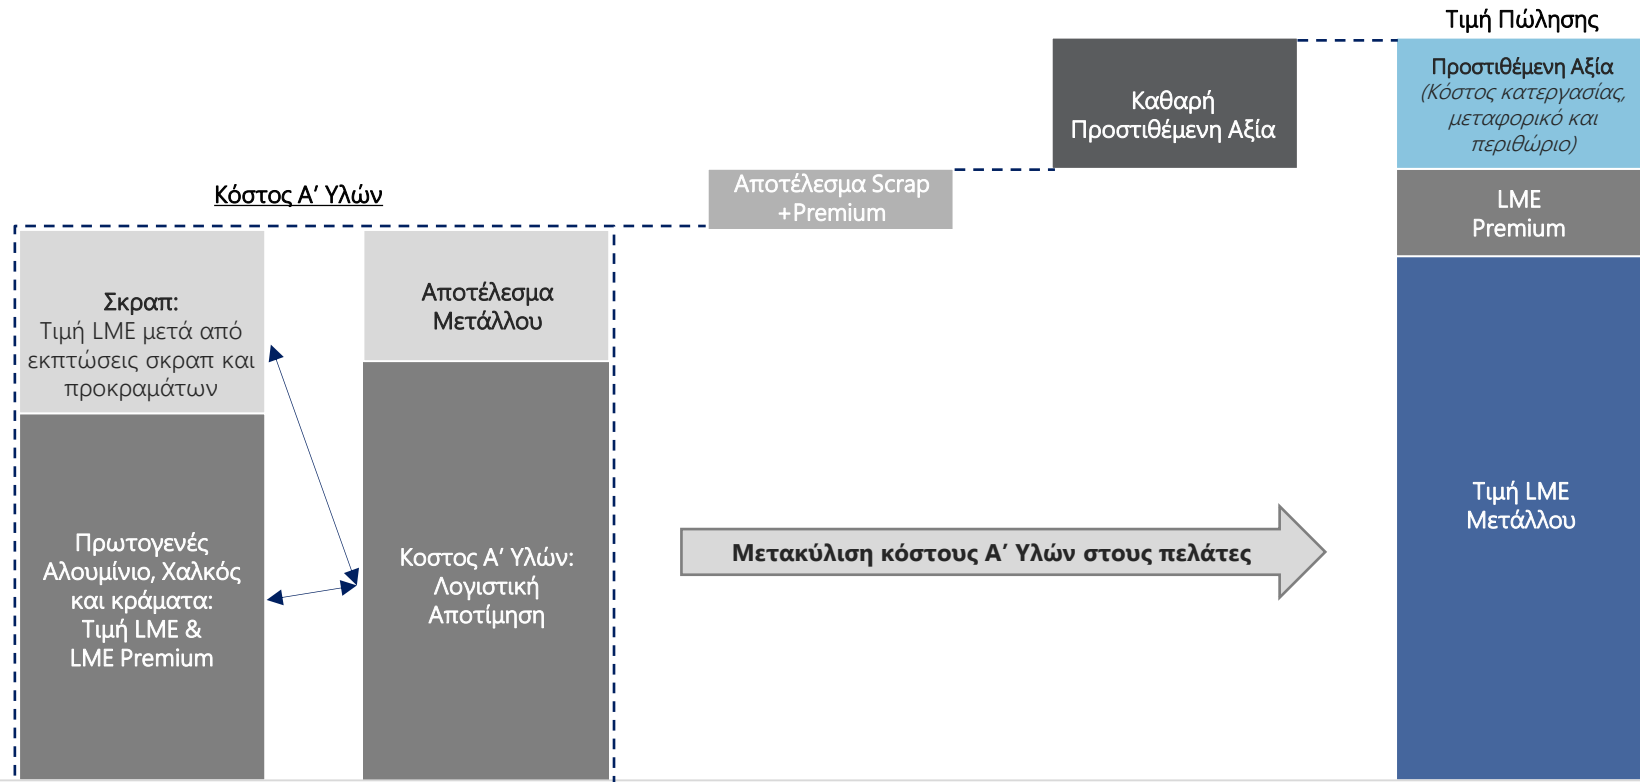 Κόστος Α’ Υλών
Σκραπ:
Τιμή LME μετά από
εκπτώσεις σκραπ και
προκραμάτων
Πρωτογενές
Αλουμίνιο, Χαλκός
και κράματα:
Τιμή LME &
LME Premium
Αποτέλεσμα
Μετάλλου
Κοστος Α’ Υλών:
Λογιστική
Αποτίμηση
Αποτέλεσμα Scrap
+Premium
Καθαρή
Προστιθέμενη Αξία
Μετακύλιση κόστους Α’ Υλών στους πελάτες
Τιμή Πώλησης
Προστιθέμενη Αξία
(Κόστος κατεργασίας,
μεταφορικό και
περιθώριο)
LME
Premium
Τιμή LME
Μετάλλου